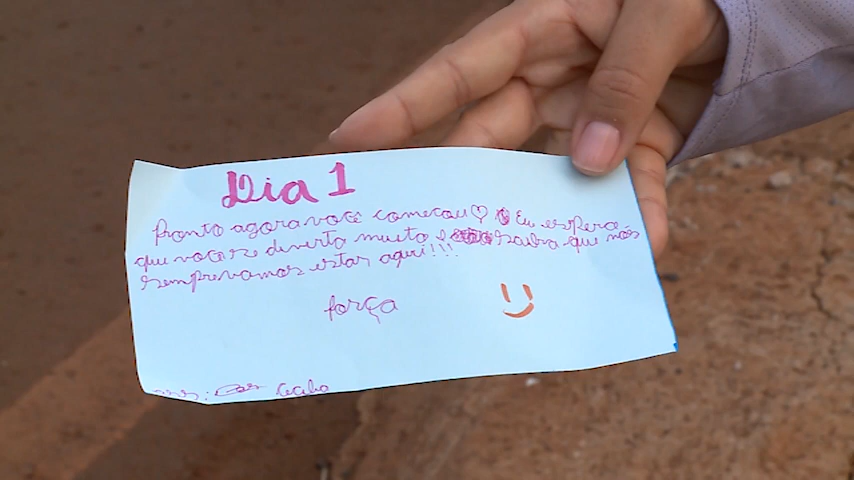 Dia 1
Pronto agora você começou Eu espero
que você se diverta muito e saiba que nós
sempre vamos estar aqui!!!
força
ass: